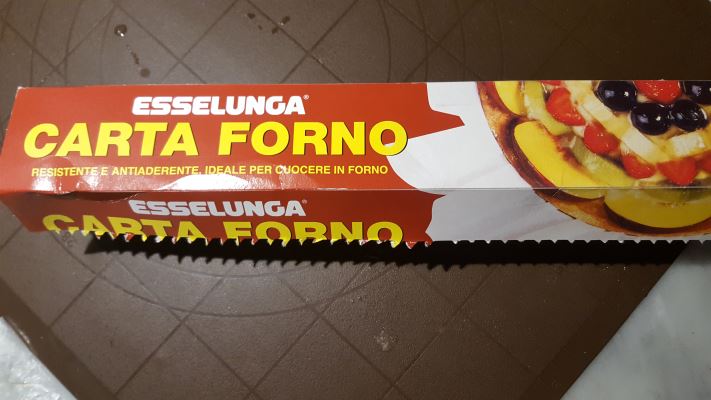 ESSELUNGA®
CARTA FORNO
RESISTENTE E ANTIADERENTE. IDEALE PER CUOCERE IN FORNO
ESSELUNGA®
CARTA FORNO